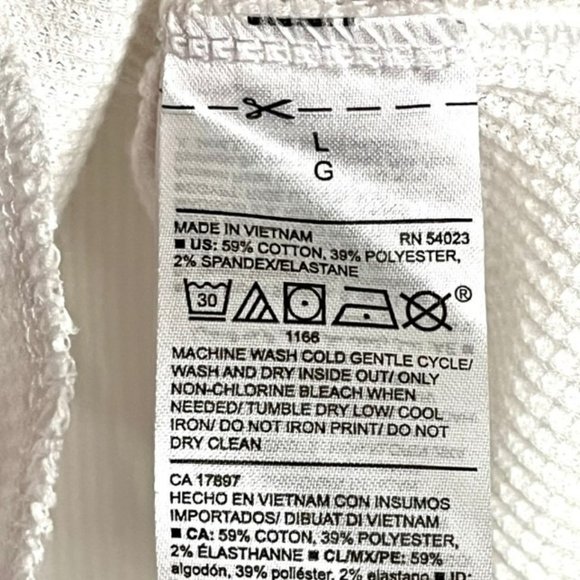 L
G
MADE IN VIETNAM RN 54023
■ US: 59% COTTON, 39% POLYESTER,
2% SPANDEX/ELASTANE
30
®
1166
MACHINE WASH COLD GENTLE CYCLE/
WASH AND DRY INSIDE OUT/ ONLY
NON-CHLORINE BLEACH WHEN
NEEDED/ TUMBLE DRY LOW/ COOL
IRON/ DO NOT IRON PRINT/ DO NOT
DRY CLEAN
CA 17897
HECHO EN VIETNAM CON INSUMOS
IMPORTADOS/ DIBUAT DI VIETNAM
■ CA: 59% COTON, 39% POLYESTER,
2% ÉLASTHANNE ■ CL/MX/PE: 59%
algodón, 39% poliéster, 2% elastano ■ ID: